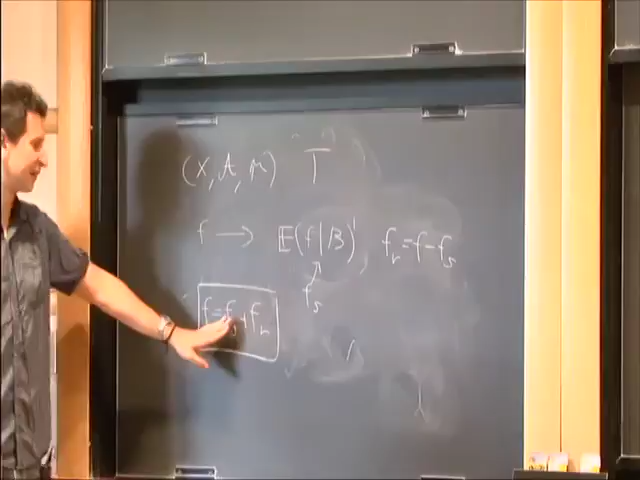 (X, A, μ) T
f → E(f|B), f_r = f - f_s
f_s
f = f_s + f_r